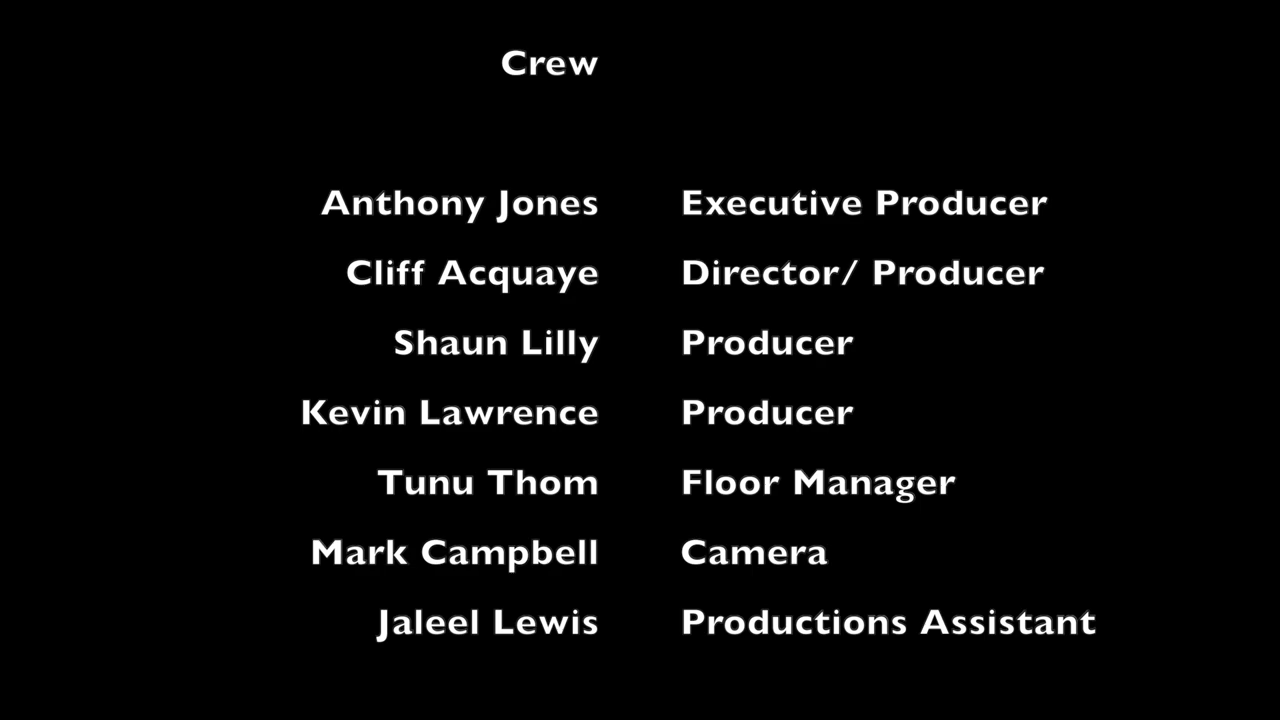 Crew
Anthony Jones Executive Producer
Cliff Acquaye Director/ Producer
Shaun Lilly Producer
Kevin Lawrence Producer
Tunu Thom Floor Manager
Mark Campbell Camera
Jaleel Lewis Productions Assistant